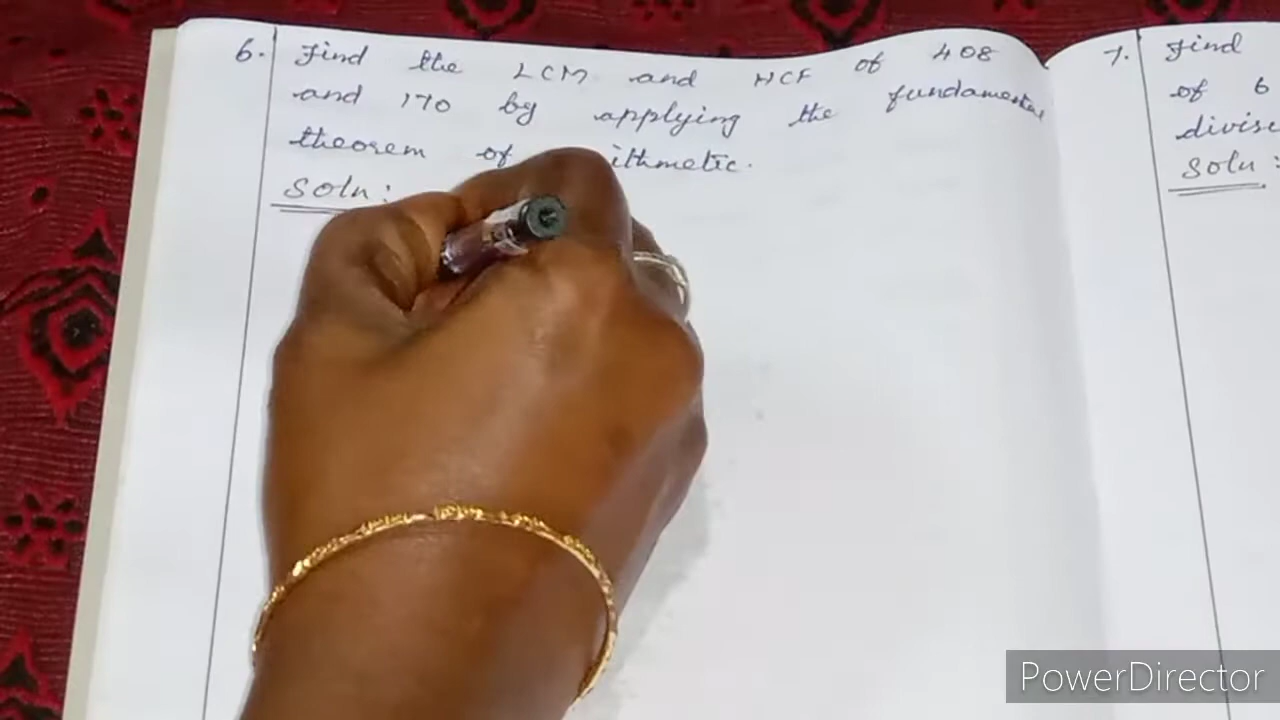 6. Find the LCM and HCF of 408
and 170 by applying the fundamental
theorem of ithmetic.
Soln:
7. Find
of 6
divis
Soln:
PowerDirector